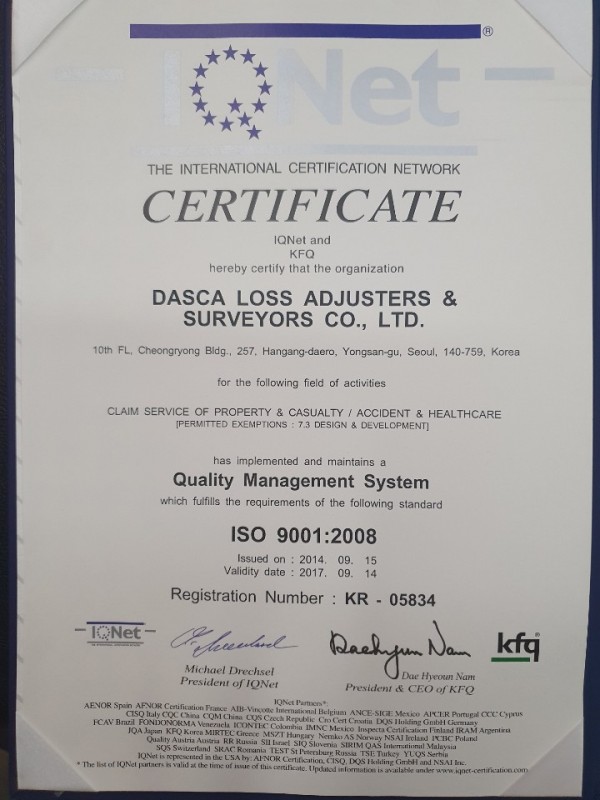 IQNet ®
THE INTERNATIONAL CERTIFICATION NETWORK
CERTIFICATE
IQNet and
KFQ
hereby certify that the organization
DASCA LOSS ADJUSTERS &
SURVEYORS CO., LTD.
10th FL, Cheongryong Bldg., 257, Hangang-daero, Yongsan-gu, Seoul, 140-759, Korea
for the following field of activities
CLAIM SERVICE OF PROPERTY & CASUALTY / ACCIDENT & HEALTHCARE
[PERMITTED EXEMPTIONS : 7.3 DESIGN & DEVELOPMENT]
has implemented and maintains a
Quality Management System
which fulfills the requirements of the following standard
ISO 9001:2008
Issued on : 2014. 09. 15
Validity date : 2017. 09. 14
Registration Number : KR - 05834
IQNet
Daehyun Nam
kfq
Michael Drechsel
President of IQNet
Dae Hyeoun Nam
President & CEO of KFQ
IQNet Partners*:
AENOR Spain AFNOR Certification France AIB-Vinçotte International Belgium ANCE-SIGE Mexico APCER Portugal CCC Cyprus
CISQ Italy CQC China CQM China CQS Czech Republic Cro Cert Croatia DQS Holding GmbH Germany
FCAV Brazil FONDONORMA Venezuela ICONTEC Colombia IMNC Mexico Inspecta Certification Finland IRAM Argentina
JQA Japan KFQ Korea MIRTEC Greece MSZT Hungary Nemko AS Norway NSAI Ireland PCBC Poland
Quality Austria Austria RR Russia SII Israel SIQ Slovenia SIRIM QAS International Malaysia
SQS Switzerland SRAC Romania TEST St Petersburg Russia TSE Turkey YUQS Serbia
IQNet is represented in the USA by: AFNOR Certification, CISQ, DQS Holding GmbH and NSAI Inc.
* The list of IQNet partners is valid at the time of issue of this certificate. Updated information is available under www.iqnet-certification.com